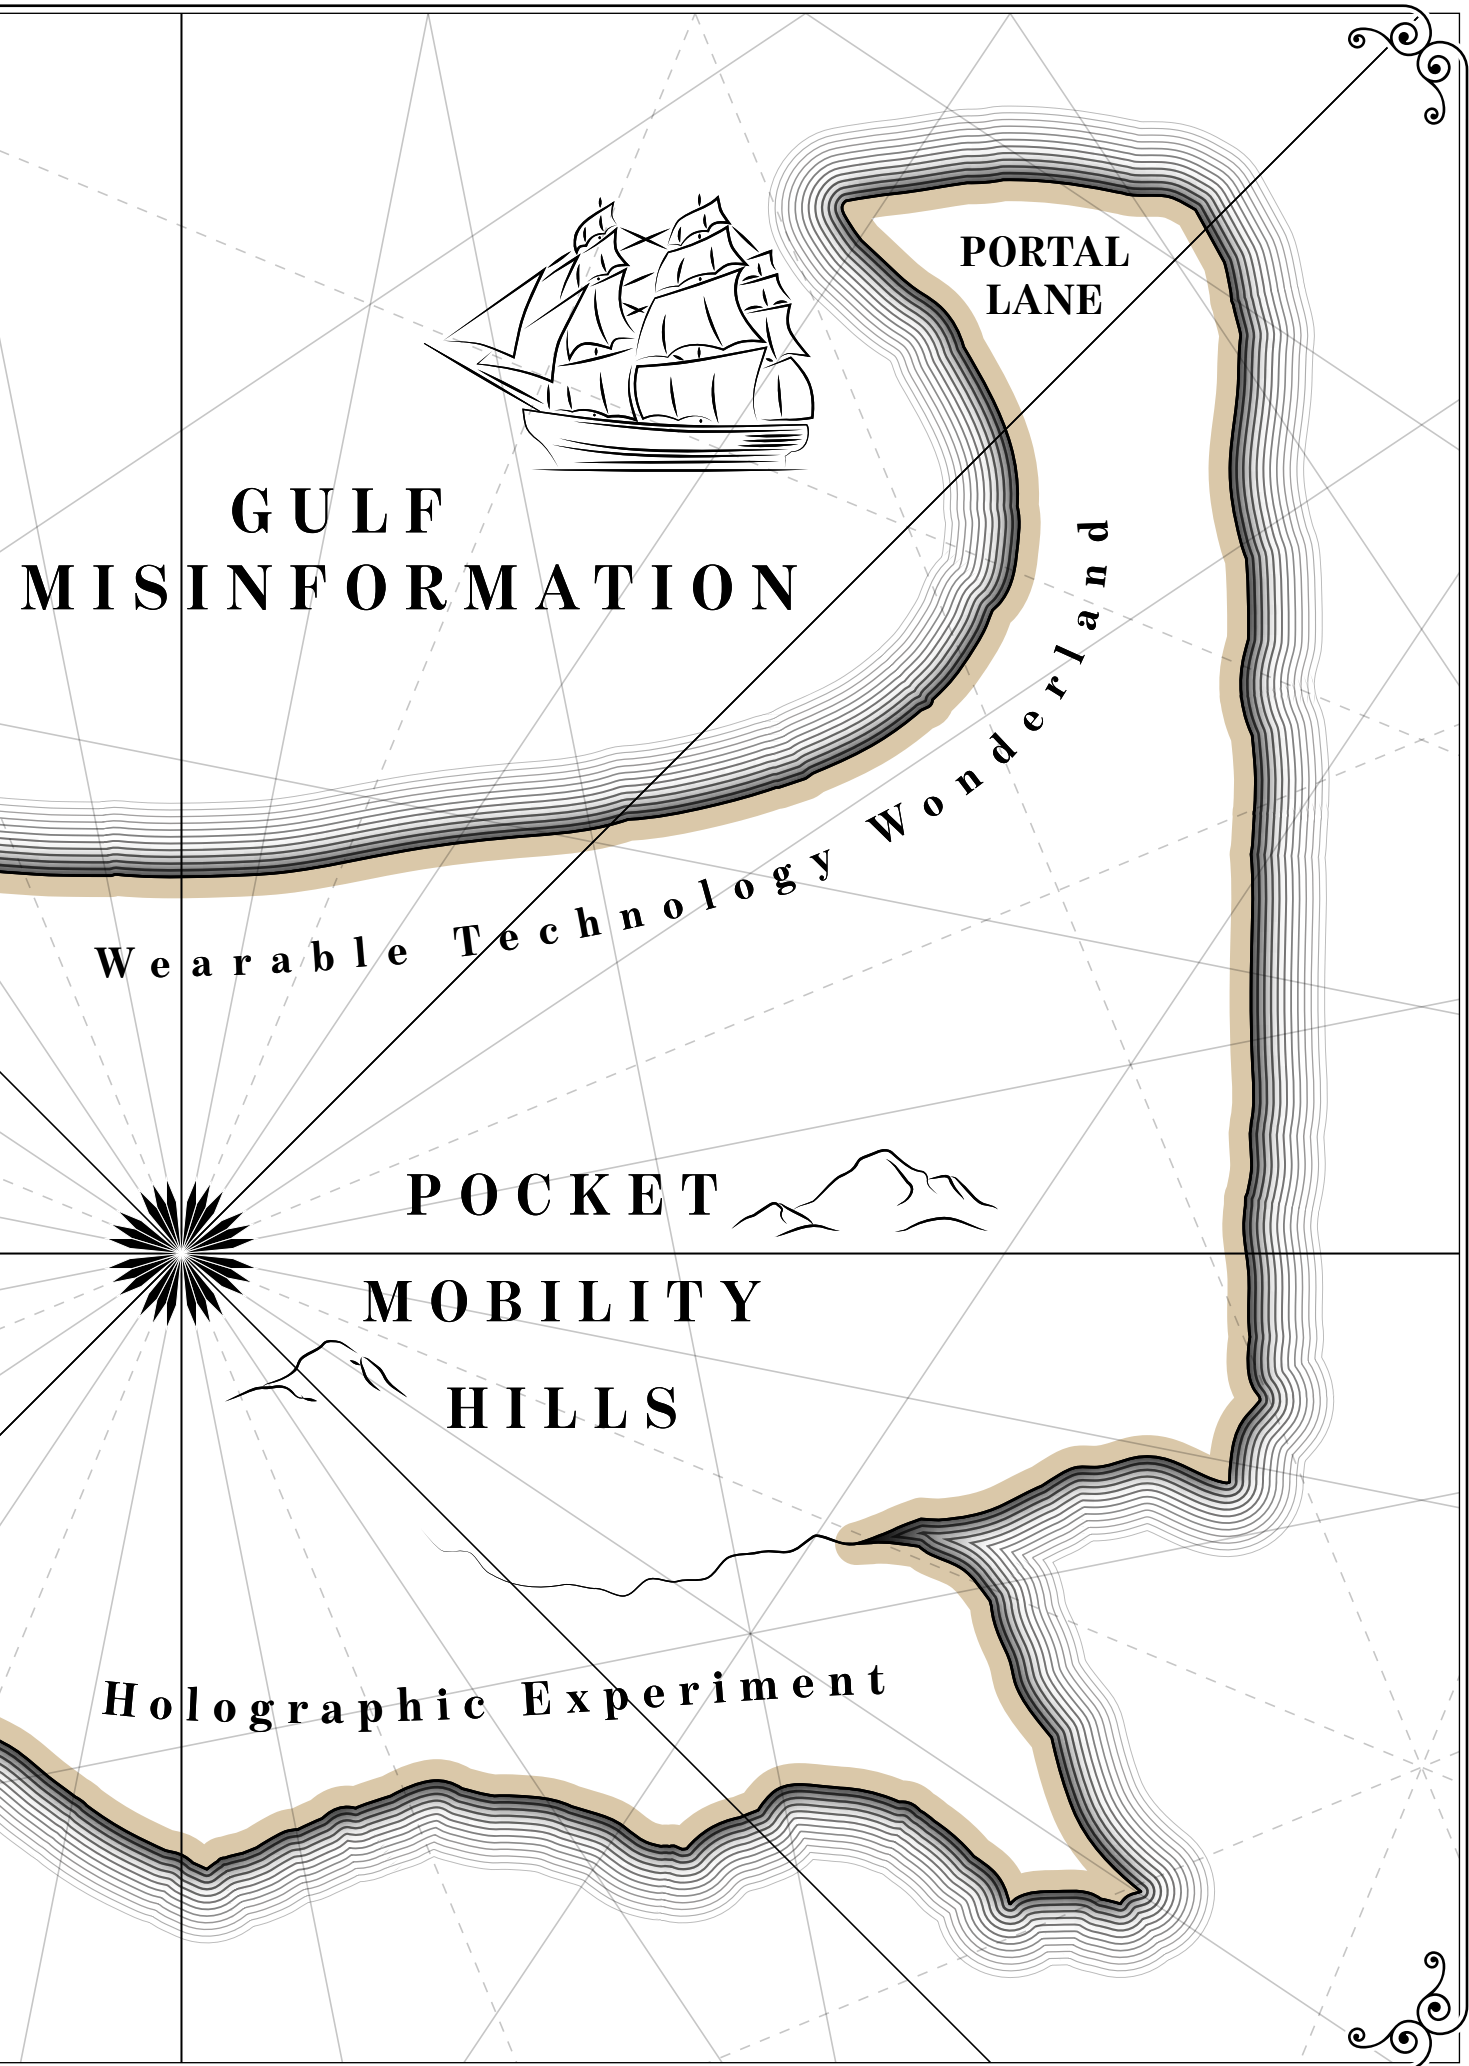 PORTAL
LANE
GULF
MISINFORMATION
Wearable Technology Wonderland
POCKET
MOBILITY
HILLS
Holographic Experiment